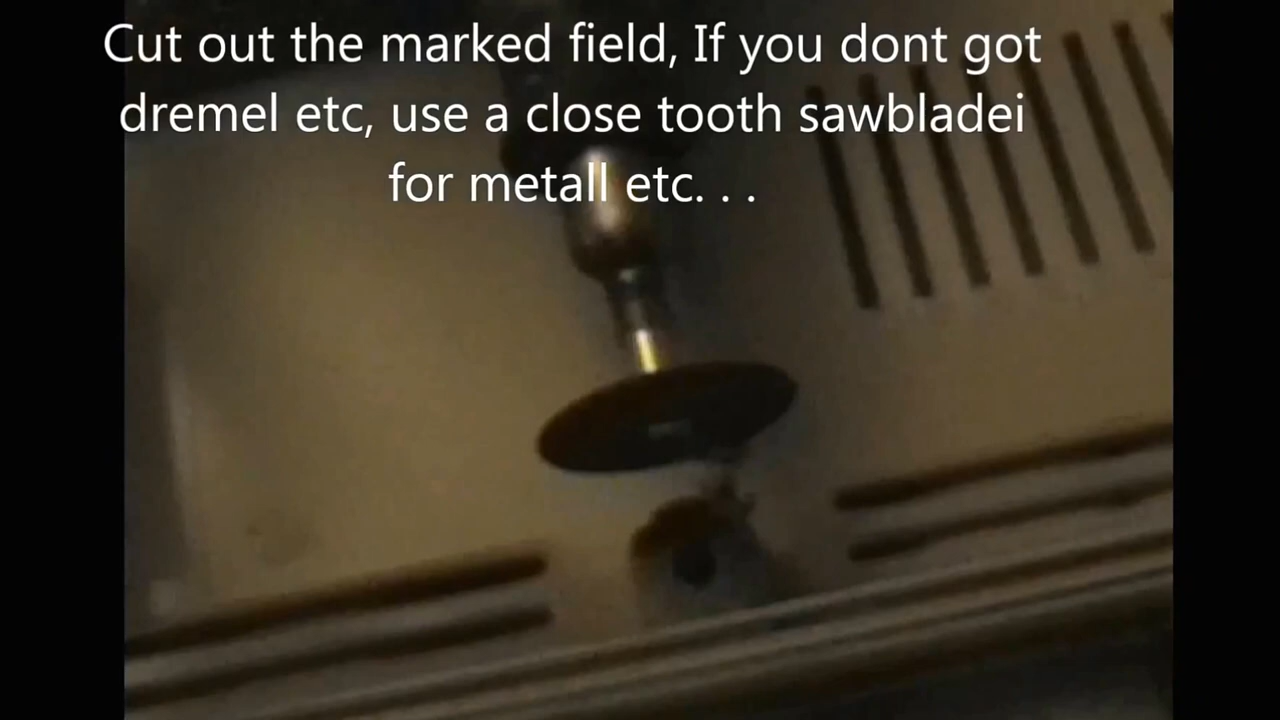 Cut out the marked field, If you dont got
dremel etc, use a close tooth sawbladei
for metall etc. . .